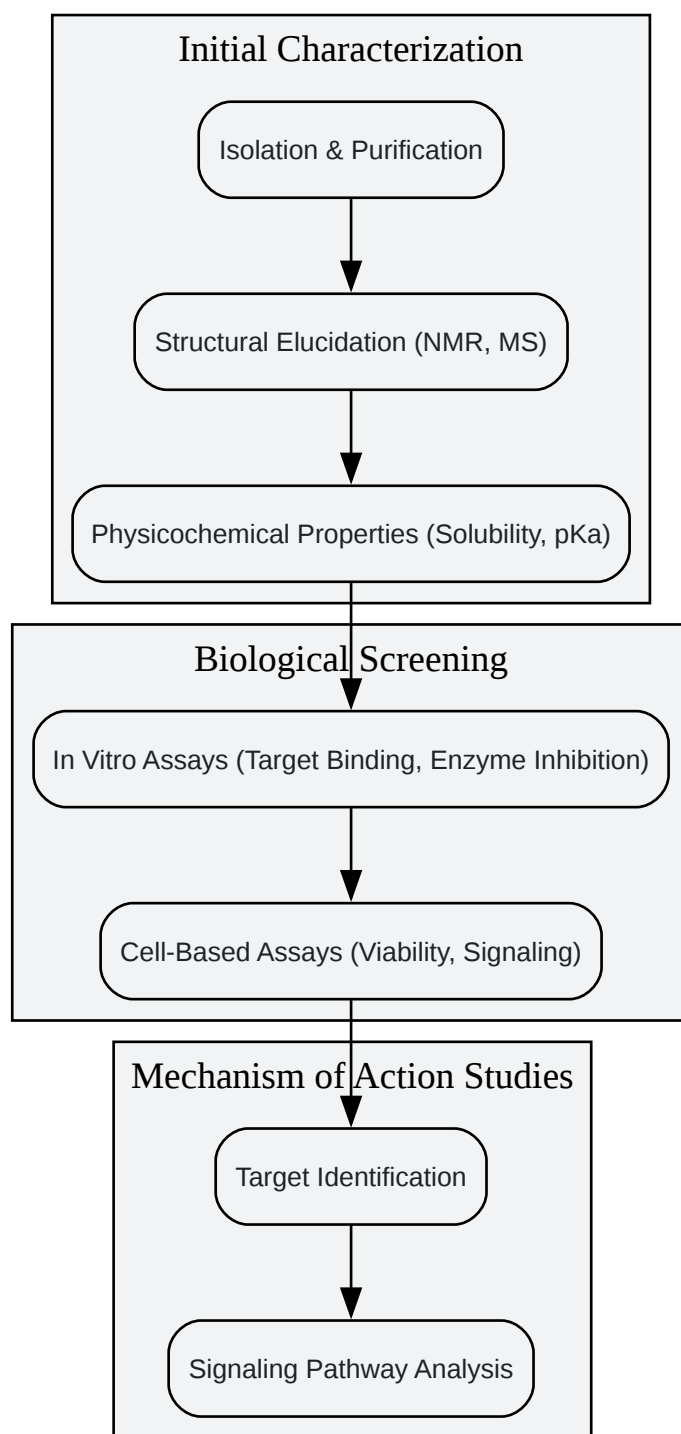 Initial Characterization
Isolation & Purification
Structural Elucidation (NMR, MS)
Physicochemical Properties (Solubility, pKa)
Biological Screening
In Vitro Assays (Target Binding, Enzyme Inhibition)
Cell-Based Assays (Viability, Signaling)
Mechanism of Action Studies
Target Identification
Signaling Pathway Analysis